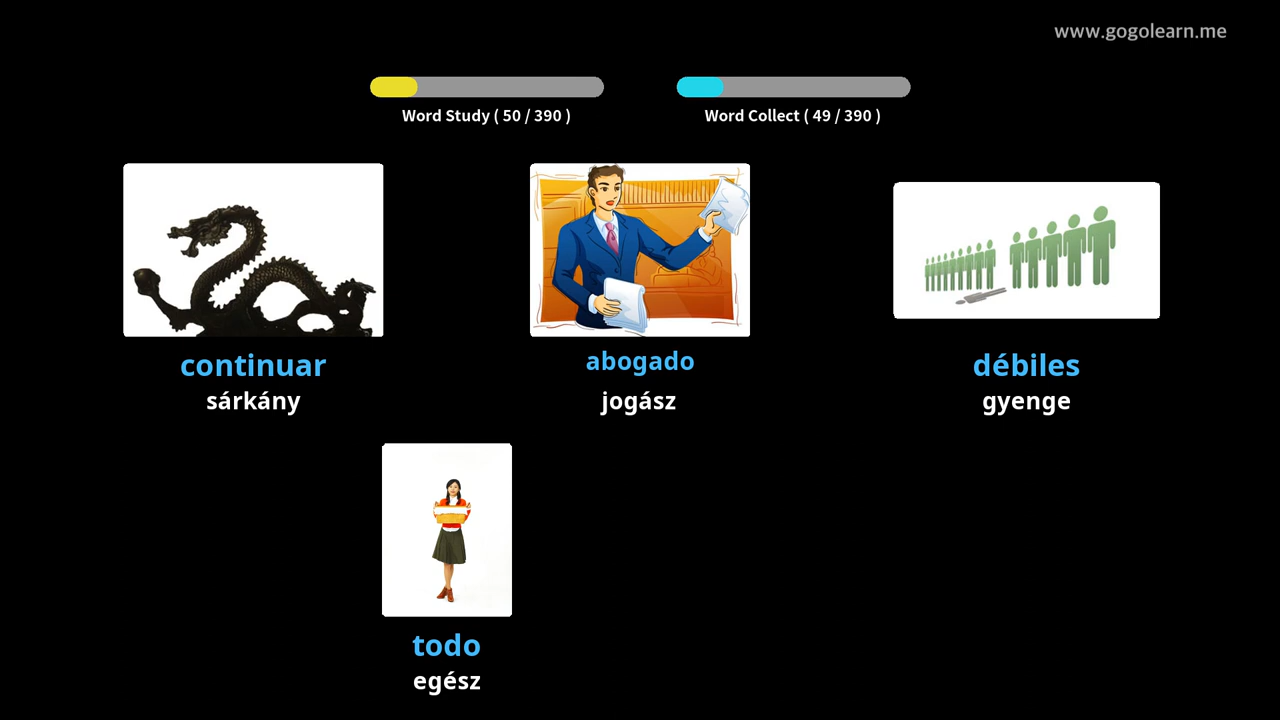 www.gogolearn.me
Word Study ( 50 / 390 )
Word Collect ( 49 / 390 )
continuar
sárkány
abogado
jogász
débiles
gyenge
todo
egész